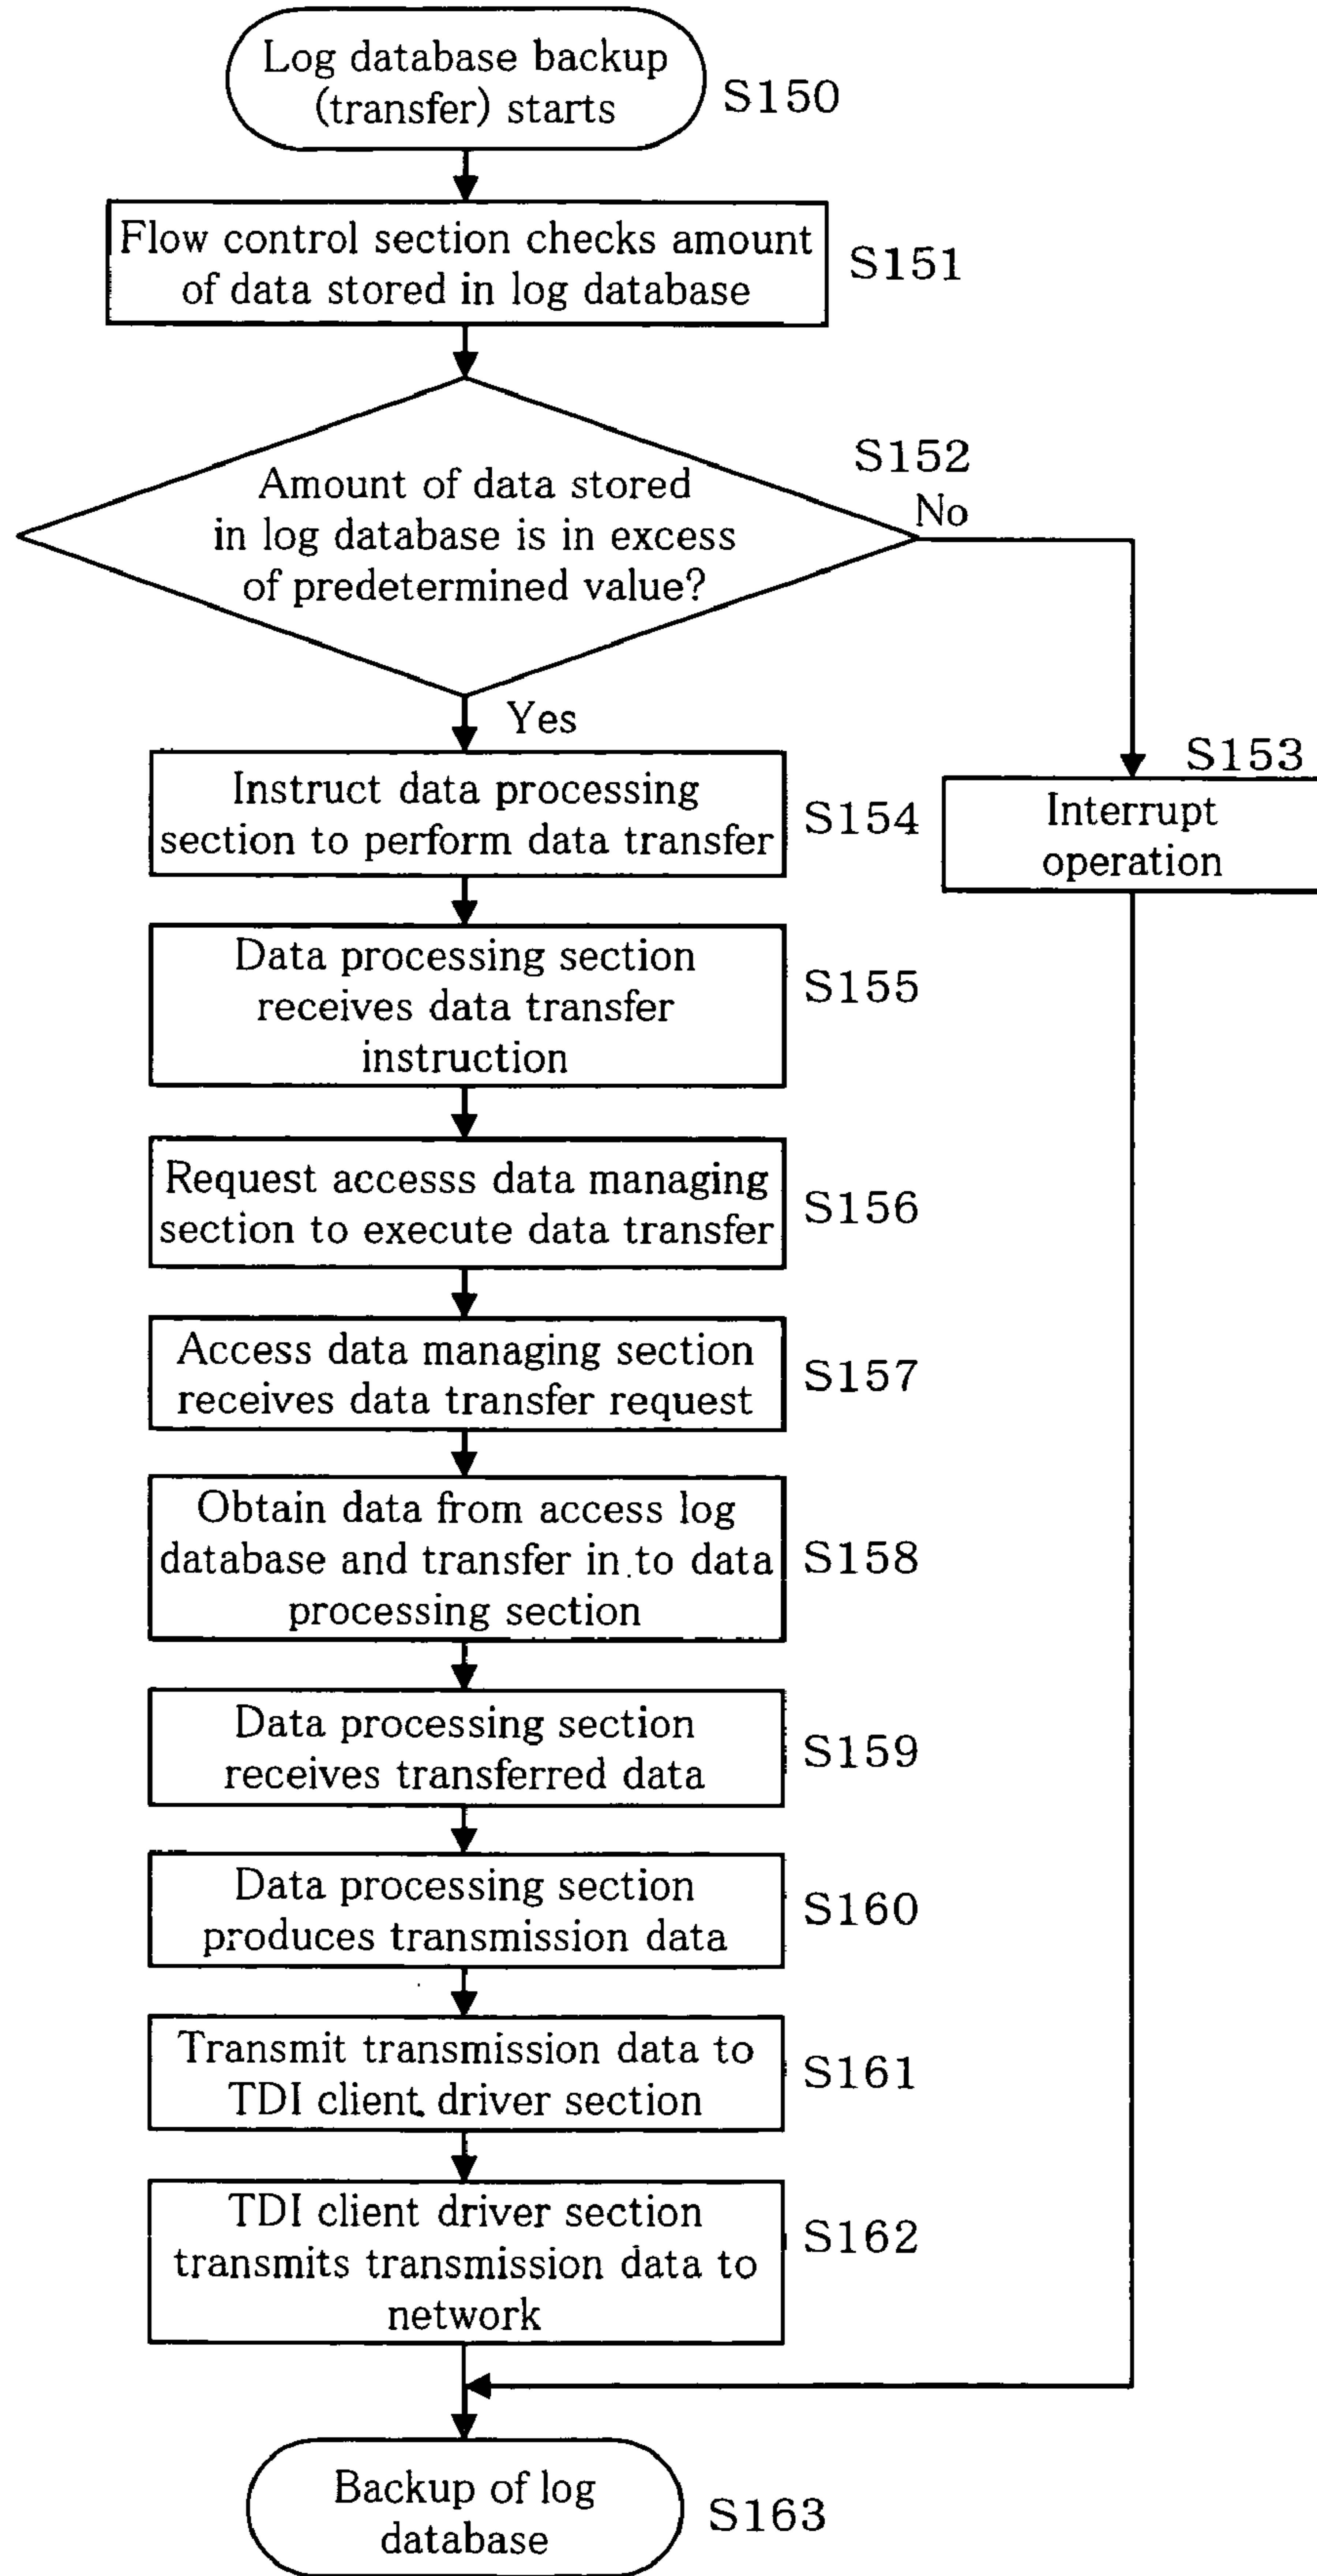 Log database backup
(transfer) starts
S150
Flow control section checks amount
of data stored in log database
S151
S152
Amount of data stored
in log database is in excess
of predetermined value?
No
Yes
S153
Interrupt
operation
Instruct data processing
section to perform data transfer
S154
Data processing section
receives data transfer
instruction
S155
Request accesss data managing
section to execute data transfer
S156
Access data managing section
receives data transfer request
S157
Obtain data from access log
database and transfer in to data
processing section
S158
Data processing section
receives transferred data
S159
Data processing section
produces transmission data
S160
Transmit transmission data to
TDI client driver section
S161
TDI client driver section
transmits transmission data to
network
S162
Backup of log
database
S163